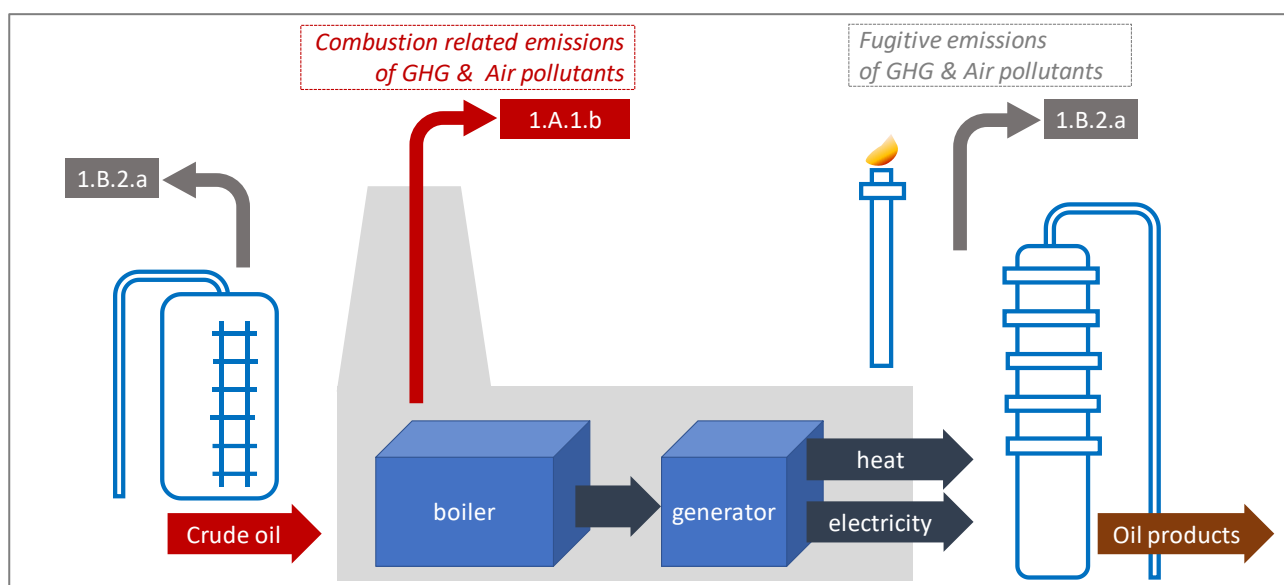 Combustion related emissions
of GHG & Air pollutants
Fugitive emissions
of GHG & Air pollutants
1.A.1.b
1.B.2.a
1.B.2.a
heat
boiler
generator
electricity
Crude oil
Oil products